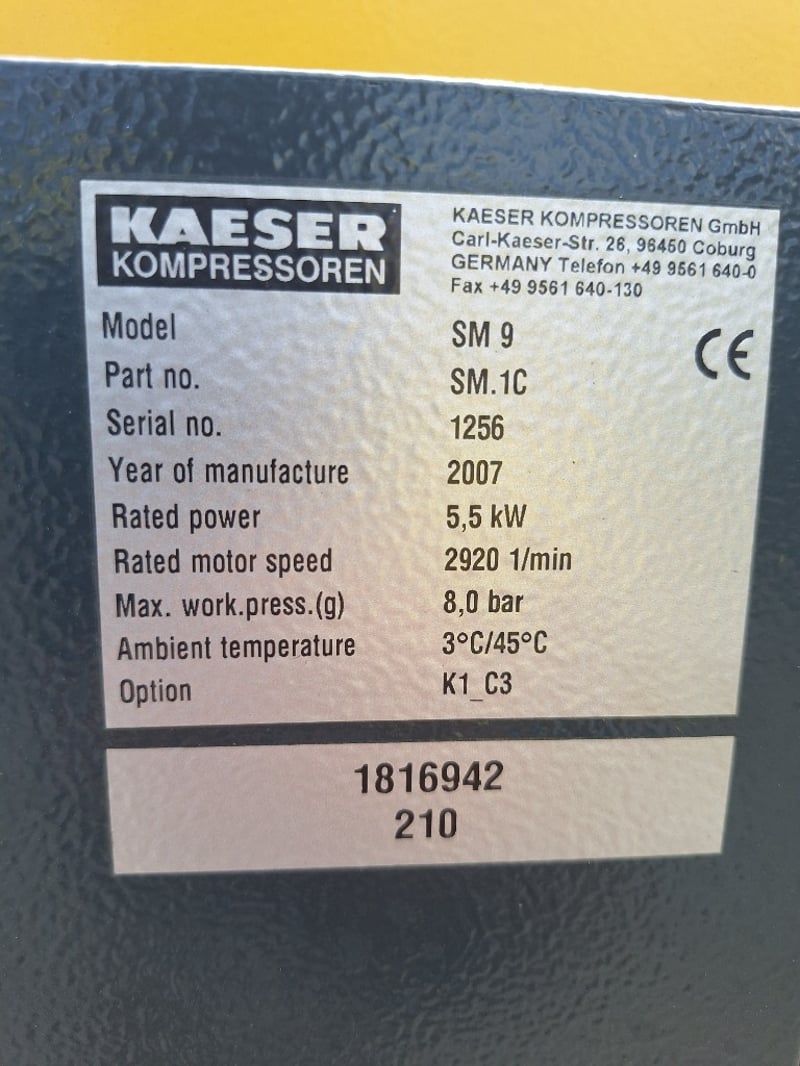 KAESER
KOMPRESSOREN
KAESER KOMPRESSOREN GmbH
Carl-Kaeser-Str. 26, 96450 Coburg
GERMANY Telefon +49 9561 640-0
Fax +49 9561 640-130
CE
Model SM 9
Part no. SM.1C
Serial no. 1256
Year of manufacture 2007
Rated power 5,5 kW
Rated motor speed 2920 1/min
Max. work.press.(g) 8,0 bar
Ambient temperature 3°C/45°C
Option K1_C3
1816942
210